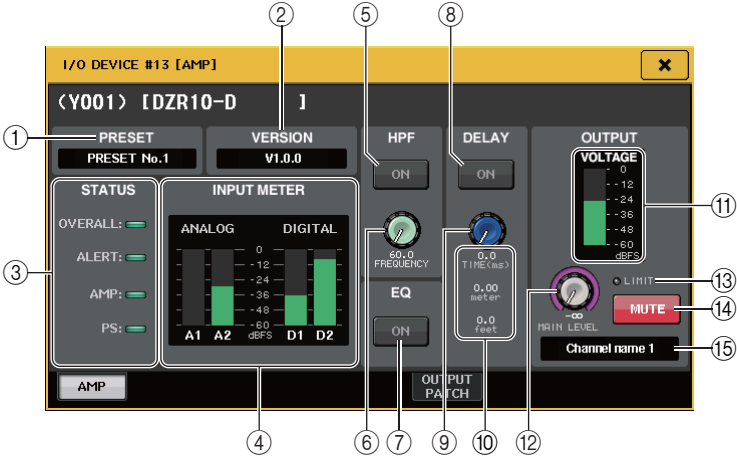 ② ⑤ ⑧
I/O DEVICE #13 [AMP]
(Y001) [DZR10-D 1]
① PRESET
PRESET No.1
VERSION
V1.0.0
HPF
ON
60.0
FREQUENCY
DELAY
ON
0.0
TIME(ms)
0.00
meter
0.0
feet
OUTPUT
VOLTAGE
0
-12
-24
-36
-48
-60
dBFS
⑪
③ STATUS
OVERALL:
ALERT:
AMP:
PS:
INPUT METER
ANALOG DIGITAL
0
-12
-24
-36
-48
-60
A1 A2 dBFS D1 D2
EQ
ON
-∞
MAIN LEVEL
LIMIT ⑬
MUTE ⑭
Channel name 1 ⑮
AMP
OUTPUT
PATCH
④ ⑥ ⑦ ⑨ ⑩ ⑫